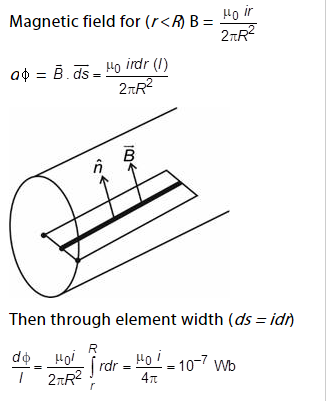 Magnetic field for (r<R) B = μ₀ ir / 2πR²
aϕ = B̄ . d̄s̄ = μ₀ irdr (l) / 2πR²
n̂ B⃗
Then through element width (ds = idr)
dϕ / l = μ₀i / 2πR² ∫ᵣᴿ rdr = μ₀ i / 4π = 10⁻⁷ Wb